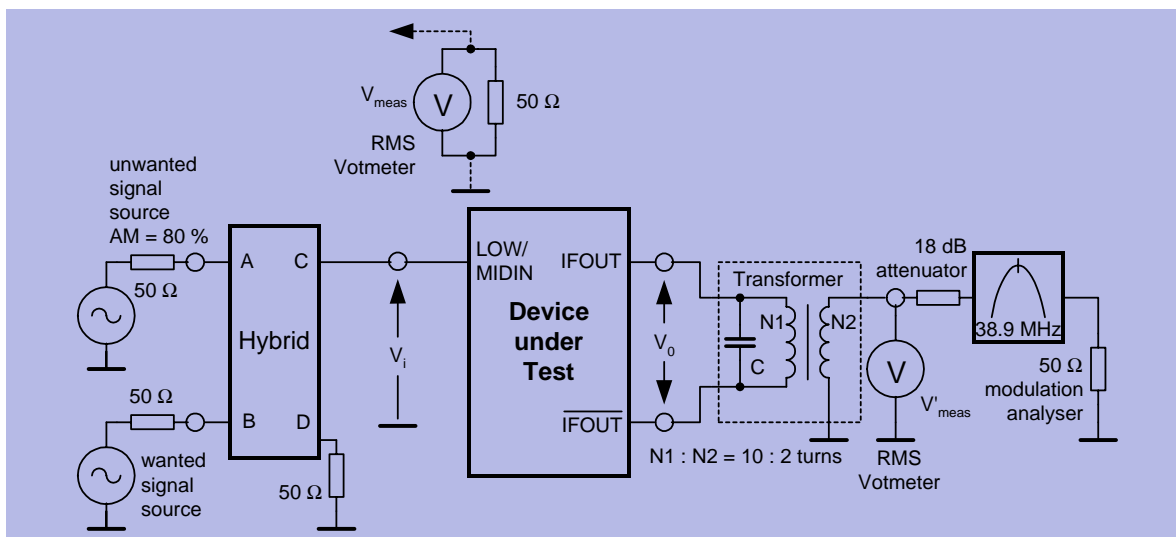 V meas
V
50 Ω
RMS
Votmeter
unwanted
signal
source
AM = 80 %
50 Ω
A
C
Hybrid
B
D
50 Ω
wanted
signal
source
50 Ω
Vi
LOW/
MIDIN
IFOUT
Device
under
Test
IFOUT
V0
Transformer
N1
N2
C
N1 : N2 = 10 : 2 turns
18 dB
attenuator
38.9 MHz
V
V'meas
RMS
Votmeter
50 Ω
modulation
analyser